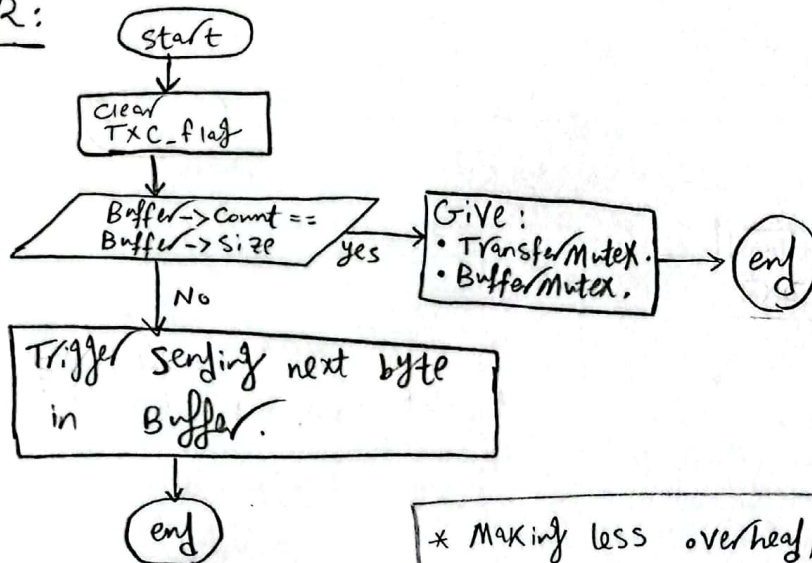 R:
start
clear
TXC_flag
Buffer->Count ==
Buffer->Size
yes
No
Give:
• TransferMutex.
• BufferMutex.
end
Trigger sending next byte
in Buffer.
end
* Making less overhead